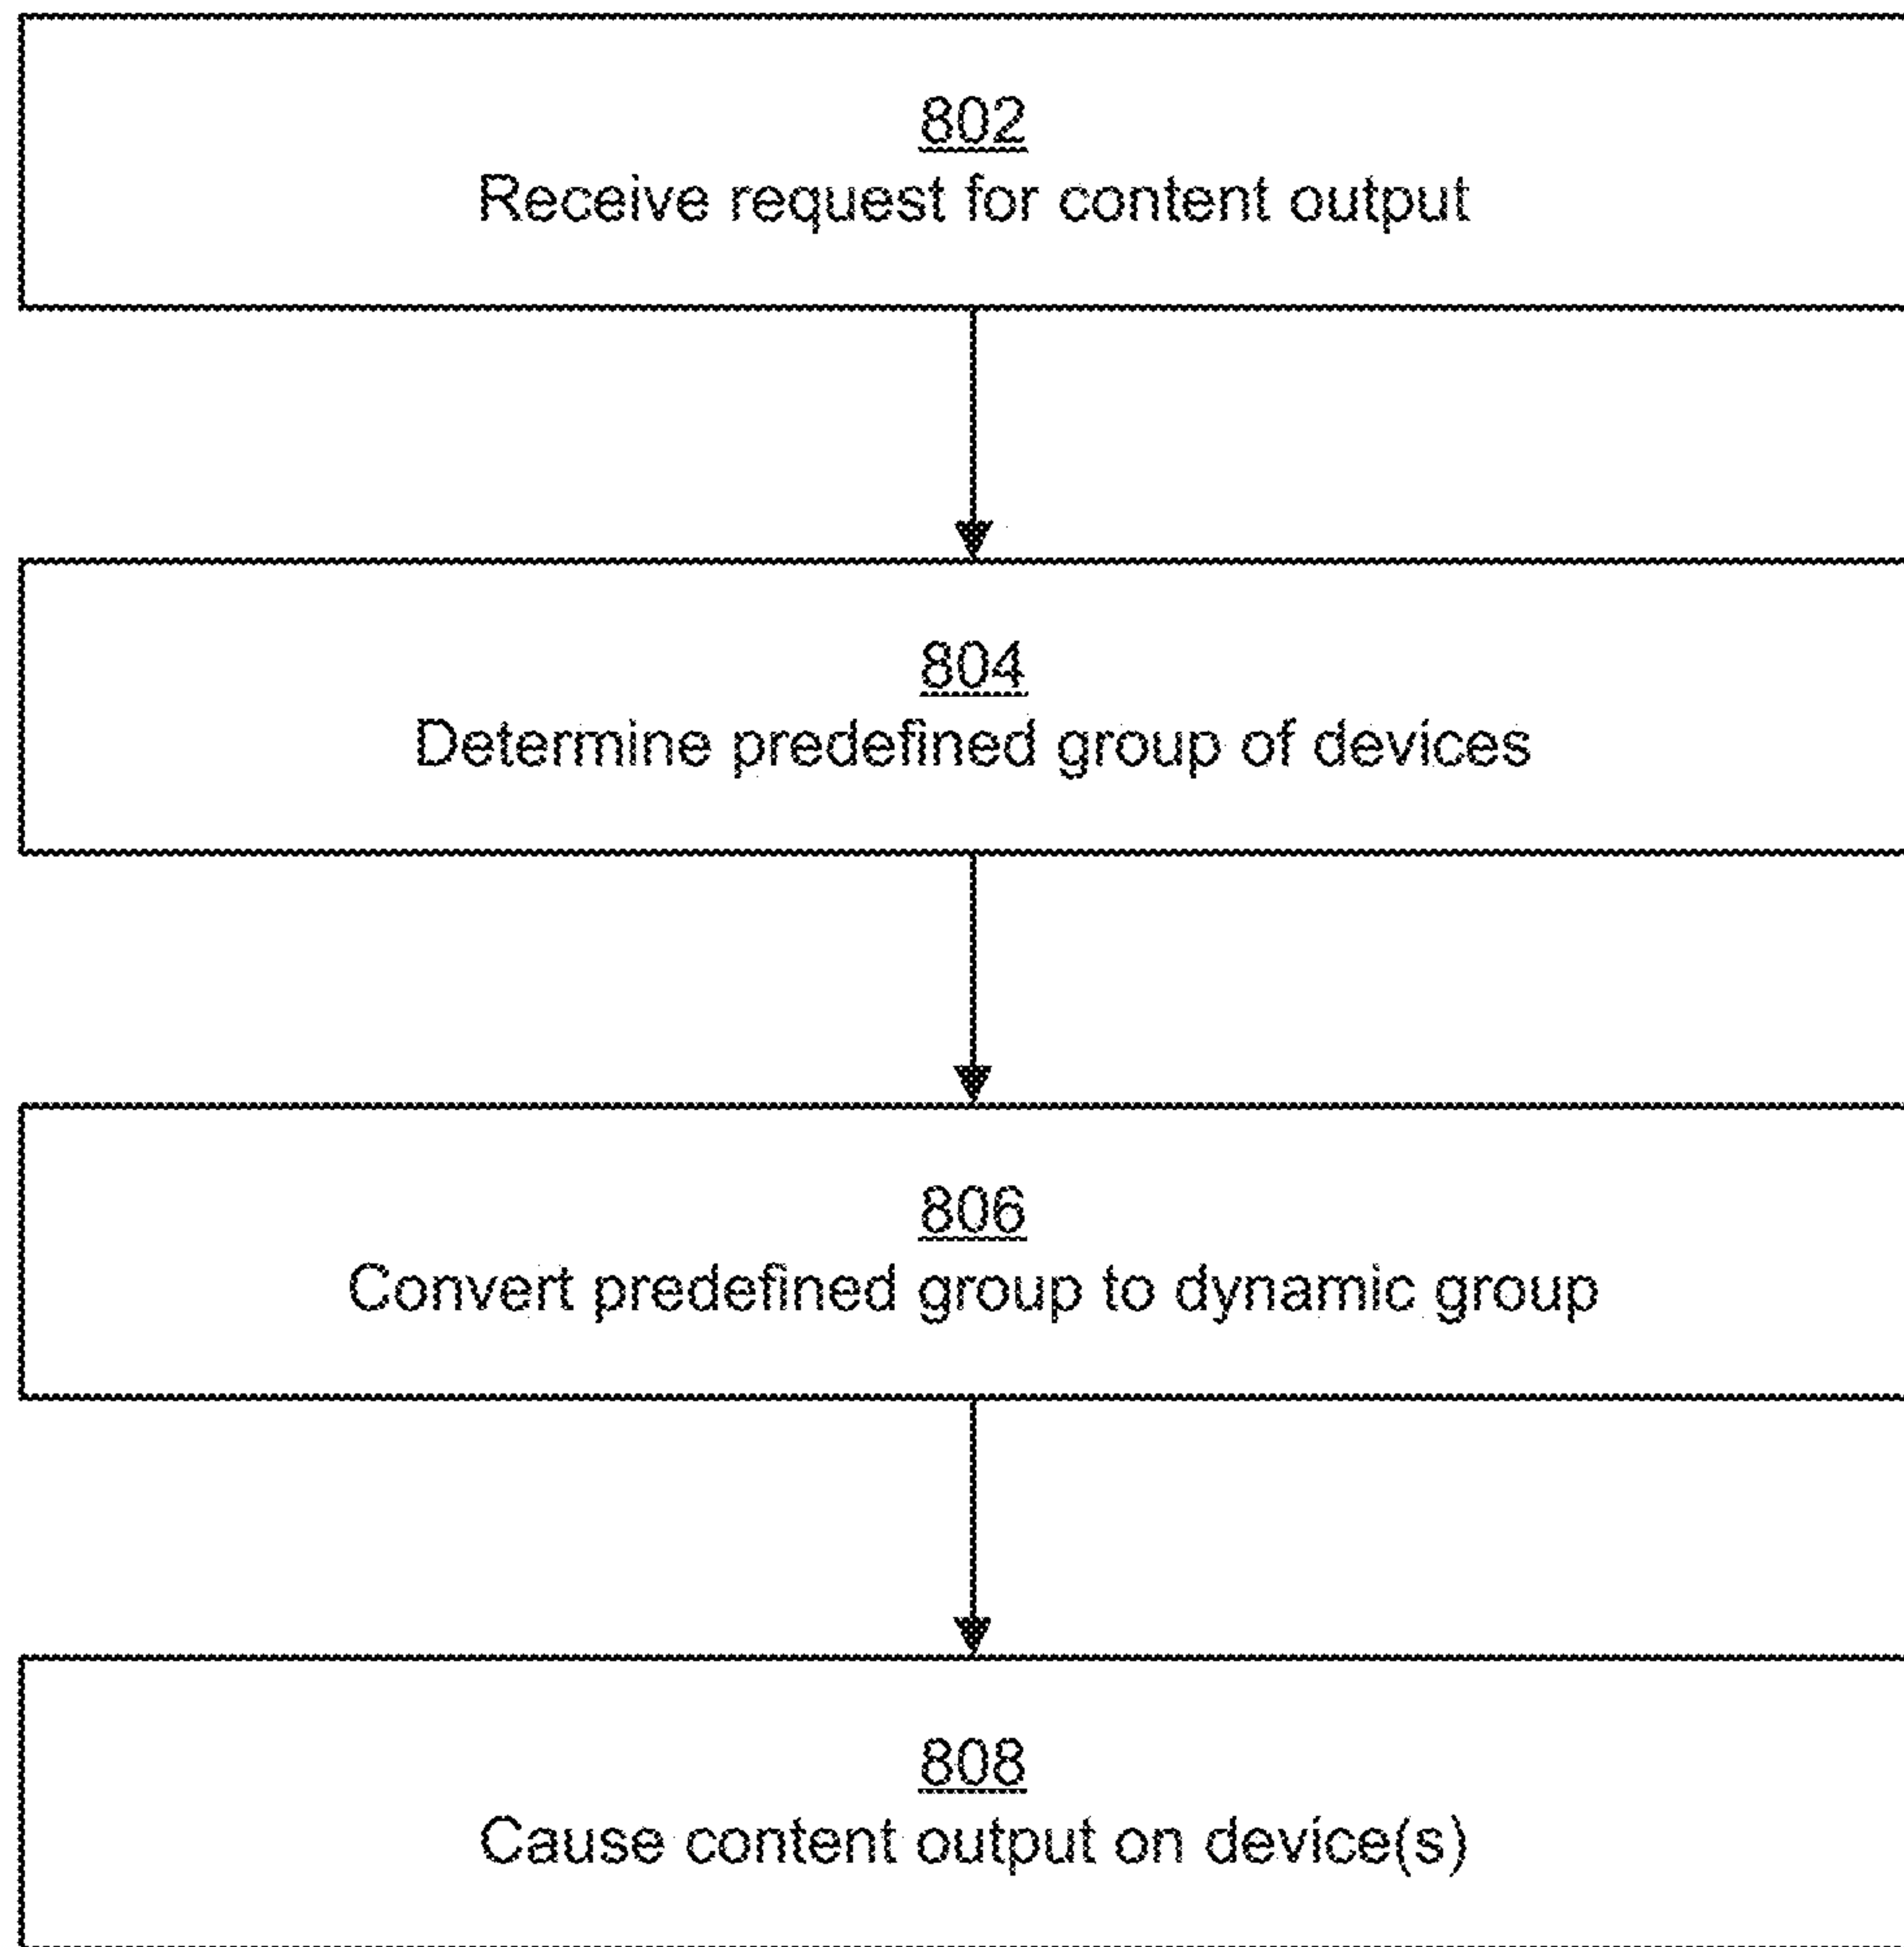 802
Receive request for content output
804
Determine predefined group of devices
806
Convert predefined group to dynamic group
808
Cause content output on device(s)